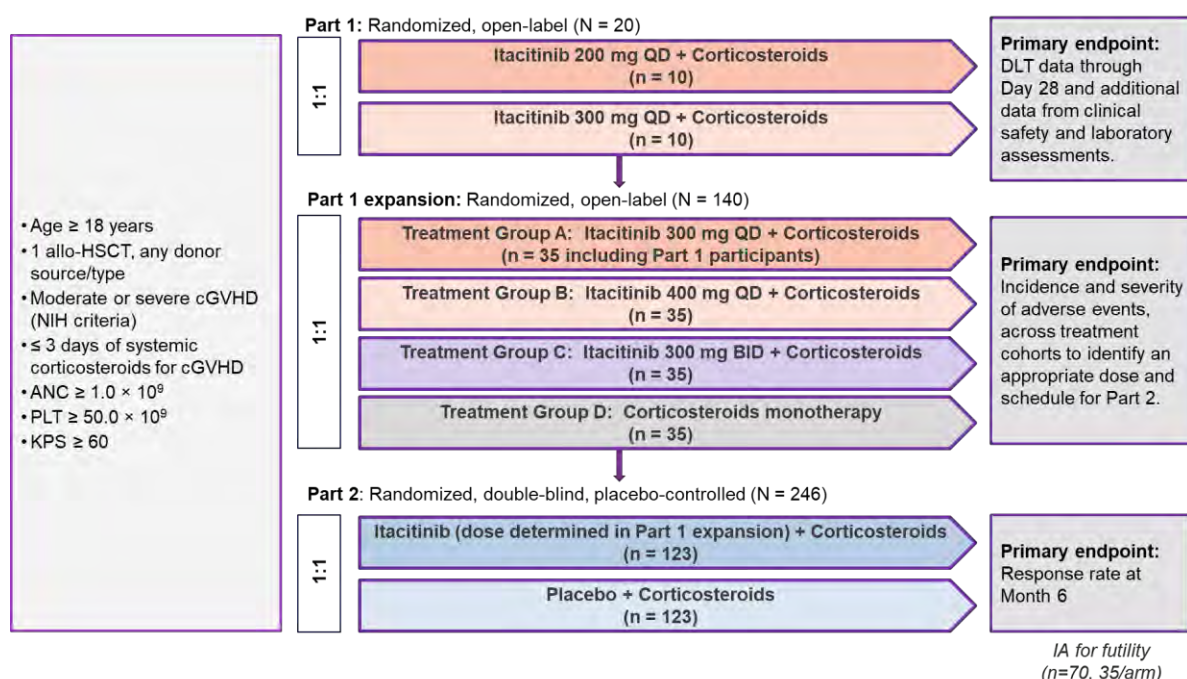 Part 1: Randomized, open-label (N = 20)
1:1
Itacitinib 200 mg QD + Corticosteroids
(n = 10)
Itacitinib 300 mg QD + Corticosteroids
(n = 10)
Primary endpoint:
DLT data through
Day 28 and additional
data from clinical
safety and laboratory
assessments.
• Age ≥ 18 years
• 1 allo-HSCT, any donor
source/type
• Moderate or severe cGVHD
(NIH criteria)
• ≤ 3 days of systemic
corticosteroids for cGVHD
• ANC ≥ 1.0 × 10⁹
• PLT ≥ 50.0 × 10⁹
• KPS ≥ 60
Part 1 expansion: Randomized, open-label (N = 140)
1:1
Treatment Group A: Itacitinib 300 mg QD + Corticosteroids
(n = 35 including Part 1 participants)
Treatment Group B: Itacitinib 400 mg QD + Corticosteroids
(n = 35)
Treatment Group C: Itacitinib 300 mg BID + Corticosteroids
(n = 35)
Treatment Group D: Corticosteroids monotherapy
(n = 35)
Primary endpoint:
Incidence and severity
of adverse events,
across treatment
cohorts to identify an
appropriate dose and
schedule for Part 2.
Part 2: Randomized, double-blind, placebo-controlled (N = 246)
1:1
Itacitinib (dose determined in Part 1 expansion) + Corticosteroids
(n = 123)
Placebo + Corticosteroids
(n = 123)
Primary endpoint:
Response rate at
Month 6
IA for futility
(n=70, 35/arm)